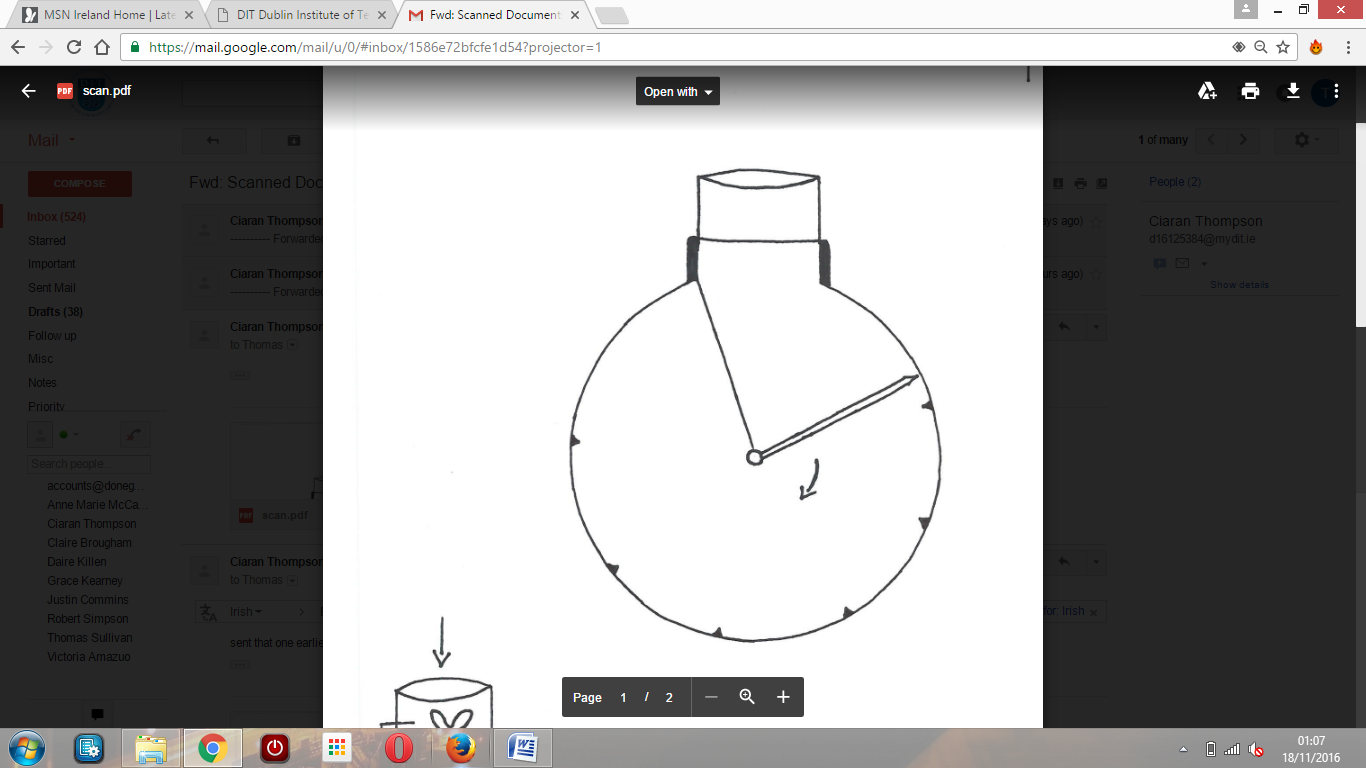 MSN Ireland Home | Late
DIT Dublin Institute of Te
Fwd: Scanned Document
https://mail.google.com/mail/u/0/#inbox/1586e72bfcfe1d54?projector=1
PDF scan.pdf
Open with
Mail
1 of many
COMPOSE
Fwd: Scanned Doc
People (2)
Inbox (524)
Starred
Important
Sent Mail
Drafts (38)
Follow up
Misc
Notes
Priority
Ciaran Thompson
Forwarde
ays ago)
Ciaran Thompson
Forwarde
urs ago)
Ciaran Thompson
to Thomas
Ciaran Thompson
d16125384@mydit.ie
Show details
Search people...
accounts@doneg...
Anne Marie McCa...
Ciaran Thompson
Claire Brougham
Daire Killen
Grace Kearney
Justin Commins
Robert Simpson
Thomas Sullivan
Victoria Amazuo
PDF scan.pdf
Ciaran Thompson
to Thomas
Irish
for: Irish x
sent that one earlie
Page 1 / 2
01:07
18/11/2016